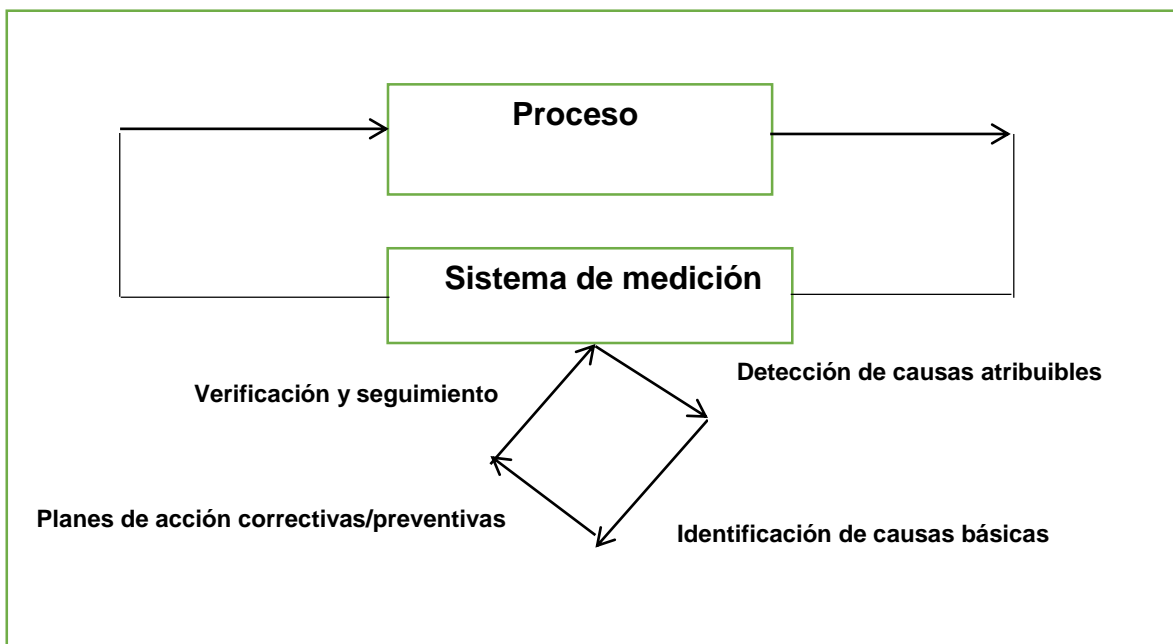 Proceso
Sistema de medición
Detección de causas atribuibles
Verificación y seguimiento
Planes de acción correctivas/preventivas
Identificación de causas básicas